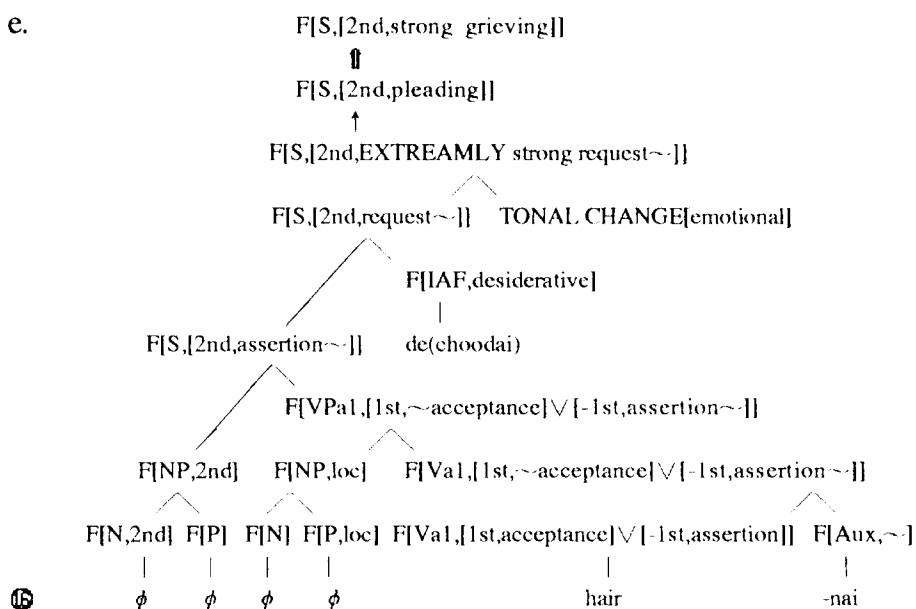 e. F[S,[2nd,strong grieving]]
⇑
F[S,[2nd,pleading]]
↑
F[S,[2nd,EXTREAMLY strong request~]]
F[S,[2nd,request~]] TONAL CHANGE[emotional]
F[IAF,desiderative]
F[S,[2nd,assertion~]] de(choodai)
F[VPa1,[1st,~acceptance]∨[-1st,assertion~]]
F[NP,2nd] F[NP,loc] F[Va1,[1st,~acceptance]∨[-1st,assertion~]]
F[N,2nd] F[P] F[N] F[P,loc] F[Va1,[1st,acceptance]∨[-1st,assertion]] F[Aux,~]
⑯ ϕ ϕ ϕ ϕ hair -nai